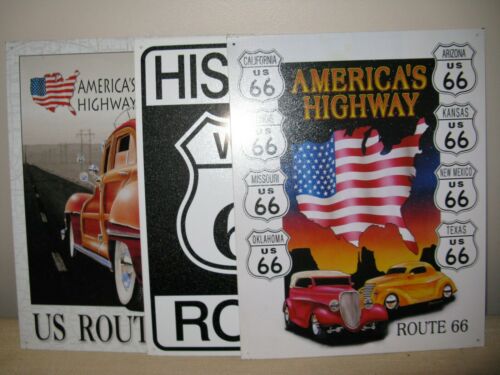 AMERICA'S
HIGHWAY
US ROUT
HIS
6
RO
CALIFORNIA
US
66
US
66
MISSOURI
US
66
OKLAHOMA
US
66
AMERICA'S
HIGHWAY
ARIZONA
US
66
KANSAS
US
66
NEW MEXICO
US
66
TEXAS
US
66
ROUTE 66